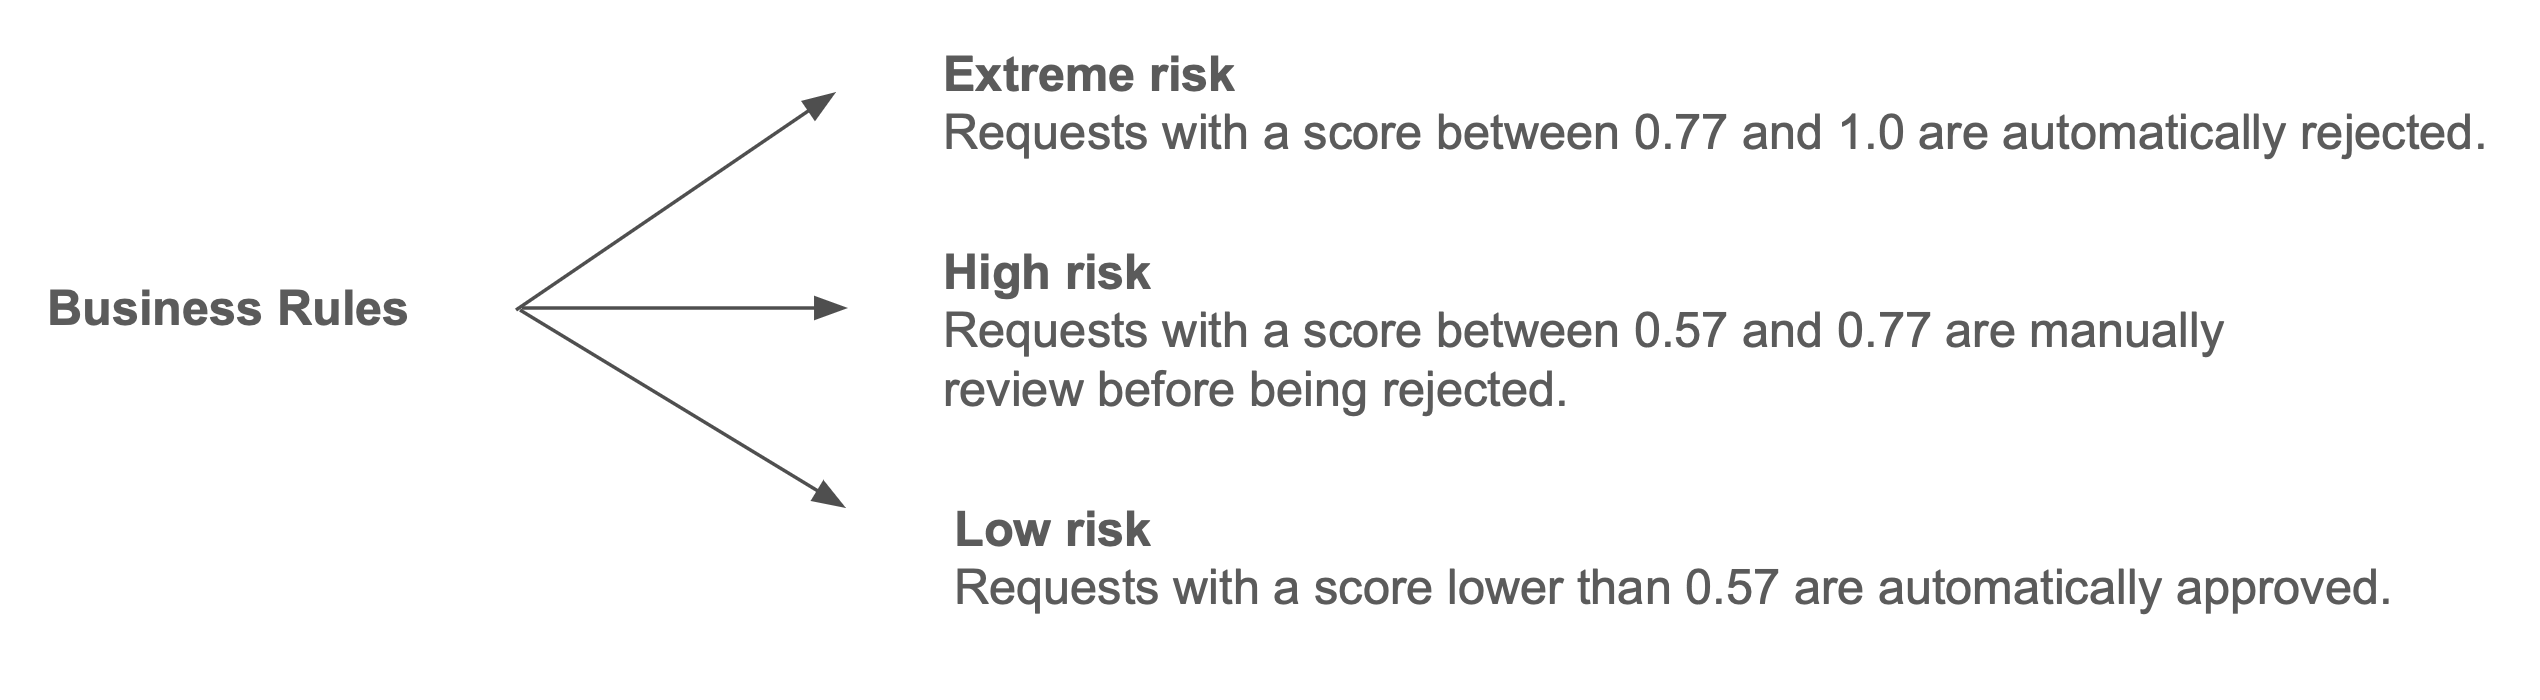 Business Rules
Extreme risk
Requests with a score between 0.77 and 1.0 are automatically rejected.
High risk
Requests with a score between 0.57 and 0.77 are manually
review before being rejected.
Low risk
Requests with a score lower than 0.57 are automatically approved.